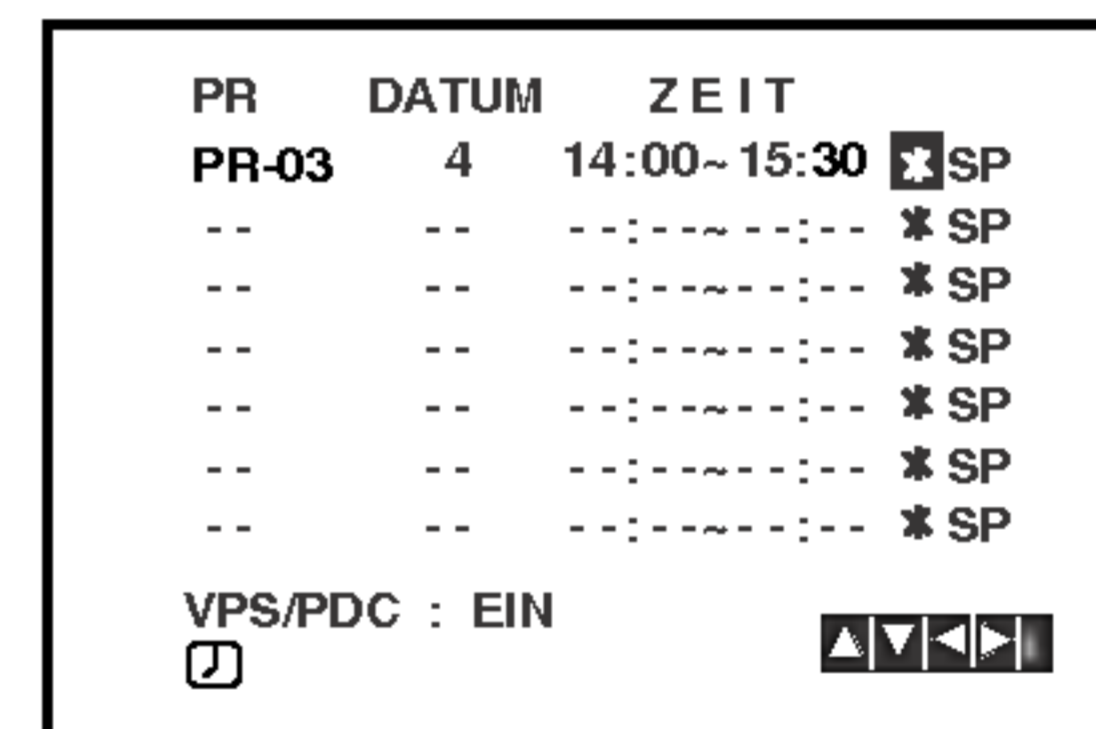 PR DATUM ZEIT
PR-03 4 14:00~15:30 * SP
-- -- --:--~--:-- * SP
-- -- --:--~--:-- * SP
-- -- --:--~--:-- * SP
-- -- --:--~--:-- * SP
-- -- --:--~--:-- * SP
-- -- --:--~--:-- * SP
VPS/PDC : EIN